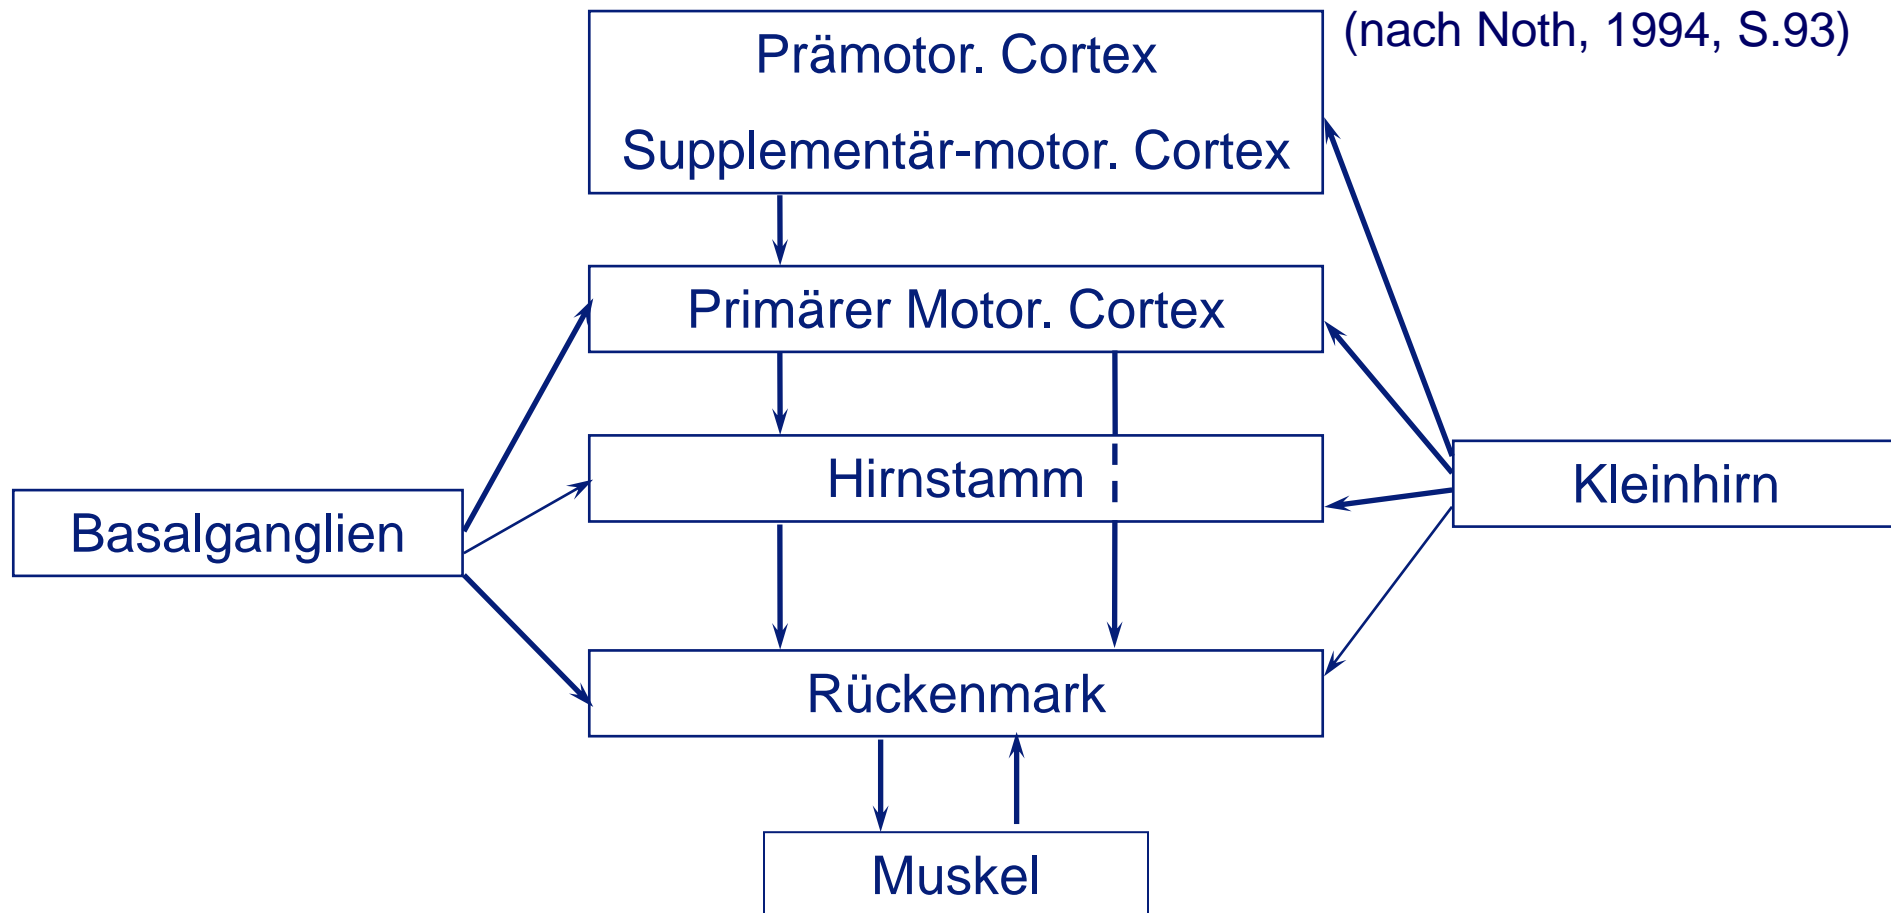 (nach Noth, 1994, S.93)
Prämotor. Cortex
Supplementär-motor. Cortex
Primärer Motor. Cortex
Hirnstamm
Kleinhirn
Basalganglien
Rückenmark
Muskel